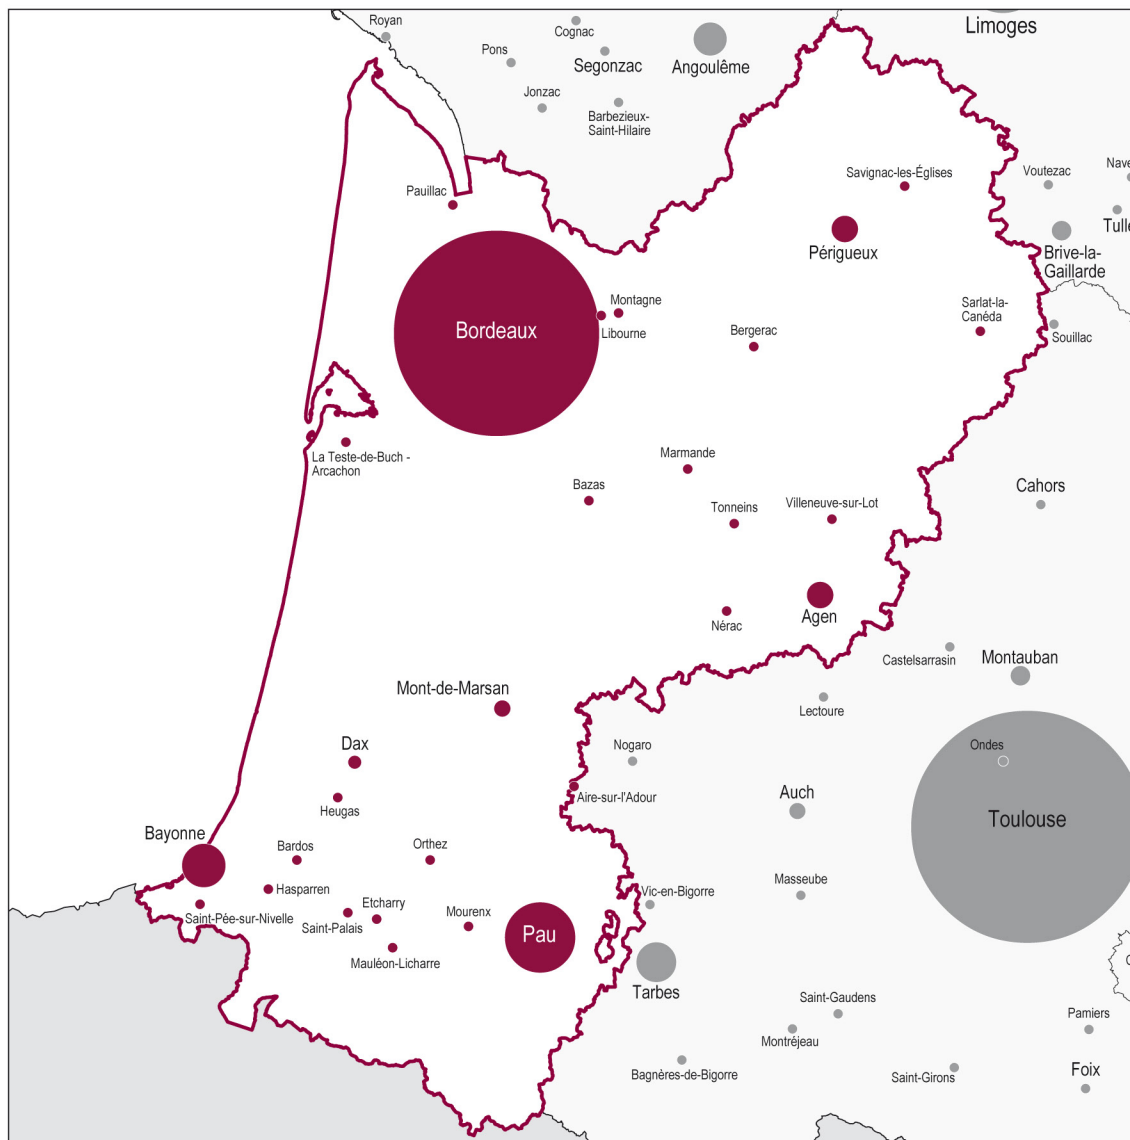 Royan
Cognac
Limoges
Pons
Segonzac
Angoulême
Jonzac
Barbezieux-
Saint-Hilaire
Savignac-les-Églises
Voutezac
Nave
Pauillac
Tulle
Périgueux
Brive-la-
Gaillarde
Montagne
Sarlat-la-
Canéda
Bordeaux
Libourne
Bergerac
Souillac
La Teste-de-Buch -
Arcachon
Marmande
Bazas
Cahors
Tonneins
Villeneuve-sur-Lot
Nérac
Agen
Castelsarrasin
Montauban
Mont-de-Marsan
Lectoure
Dax
Nogaro
Ondes
Heugas
Aire-sur-l'Adour
Auch
Toulouse
Bayonne
Bardos
Orthez
Hasparren
Masseube
Vic-en-Bigorre
Saint-Pée-sur-Nivelle
Etcharry
Saint-Palais
Mourenx
Pau
Mauléon-Licharre
Tarbes
Saint-Gaudens
Pamiers
Montréjeau
Bagnères-de-Bigorre
Saint-Girons
Foix